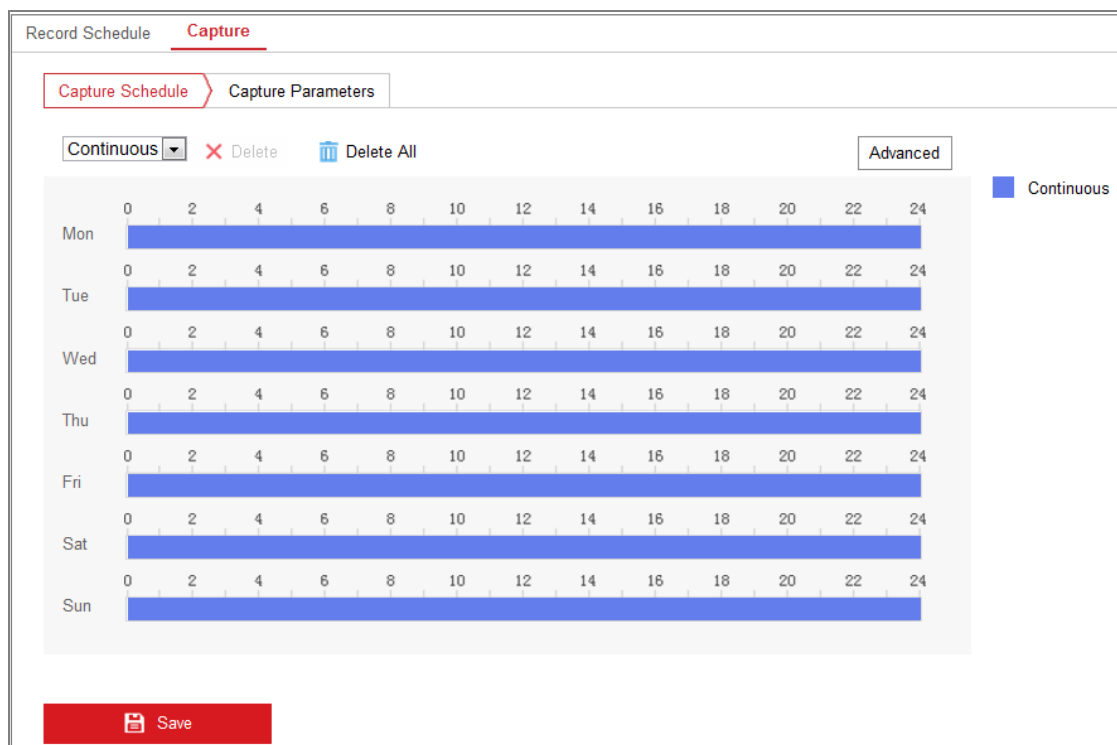 Record Schedule Capture
Capture Schedule Capture Parameters
Continuous Delete Delete All Advanced
Continuous
0 2 4 6 8 10 12 14 16 18 20 22 24
Mon
0 2 4 6 8 10 12 14 16 18 20 22 24
Tue
0 2 4 6 8 10 12 14 16 18 20 22 24
Wed
0 2 4 6 8 10 12 14 16 18 20 22 24
Thu
0 2 4 6 8 10 12 14 16 18 20 22 24
Fri
0 2 4 6 8 10 12 14 16 18 20 22 24
Sat
0 2 4 6 8 10 12 14 16 18 20 22 24
Sun
Save